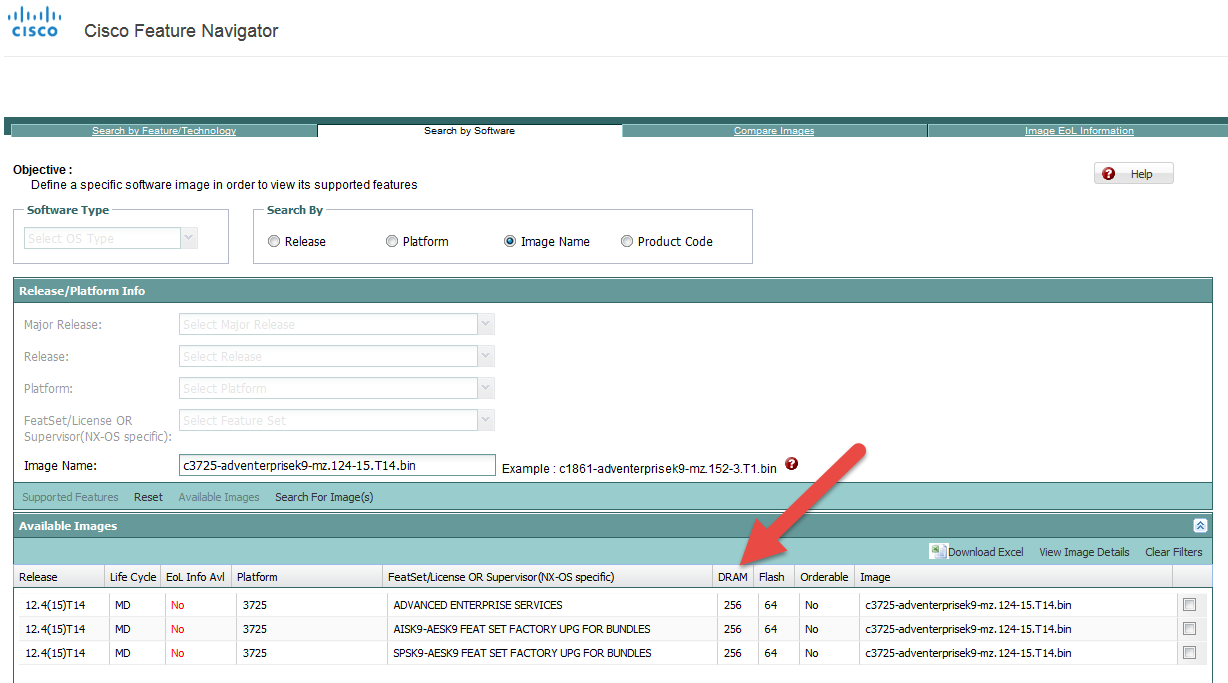 CISCO
Cisco Feature Navigator
Search by Feature/Technology
Search by Software
Compare Images
Image EoL Information
Objective :
Define a specific software image in order to view its supported features
Help
Software Type
Select OS Type
Search By
Release
Platform
Image Name
Product Code
Release/Platform Info
Major Release:
Select Major Release
Release:
Select Release
Platform:
Select Platform
FeatSet/License OR
Supervisor(NX-OS specific):
Select Feature Set
Image Name:
c3725-adventerprisek9-mz.124-15.T14.bin
Example : c1861-adventerprisek9-mz.152-3.T1.bin
Supported Features Reset Available Images Search For Image(s)
Available Images
Download Excel View Image Details Clear Filters
Release Life Cycle EoL Info Avl Platform FeatSet/License OR Supervisor(NX-OS specific) DRAM Flash Orderable Image
12.4(15)T14 MD No 3725 ADVANCED ENTERPRISE SERVICES 256 64 No c3725-adventerprisek9-mz.124-15.T14.bin
12.4(15)T14 MD No 3725 AISK9-AESK9 FEAT SET FACTORY UPG FOR BUNDLES 256 64 No c3725-adventerprisek9-mz.124-15.T14.bin
12.4(15)T14 MD No 3725 SPSK9-AESK9 FEAT SET FACTORY UPG FOR BUNDLES 256 64 No c3725-adventerprisek9-mz.124-15.T14.bin